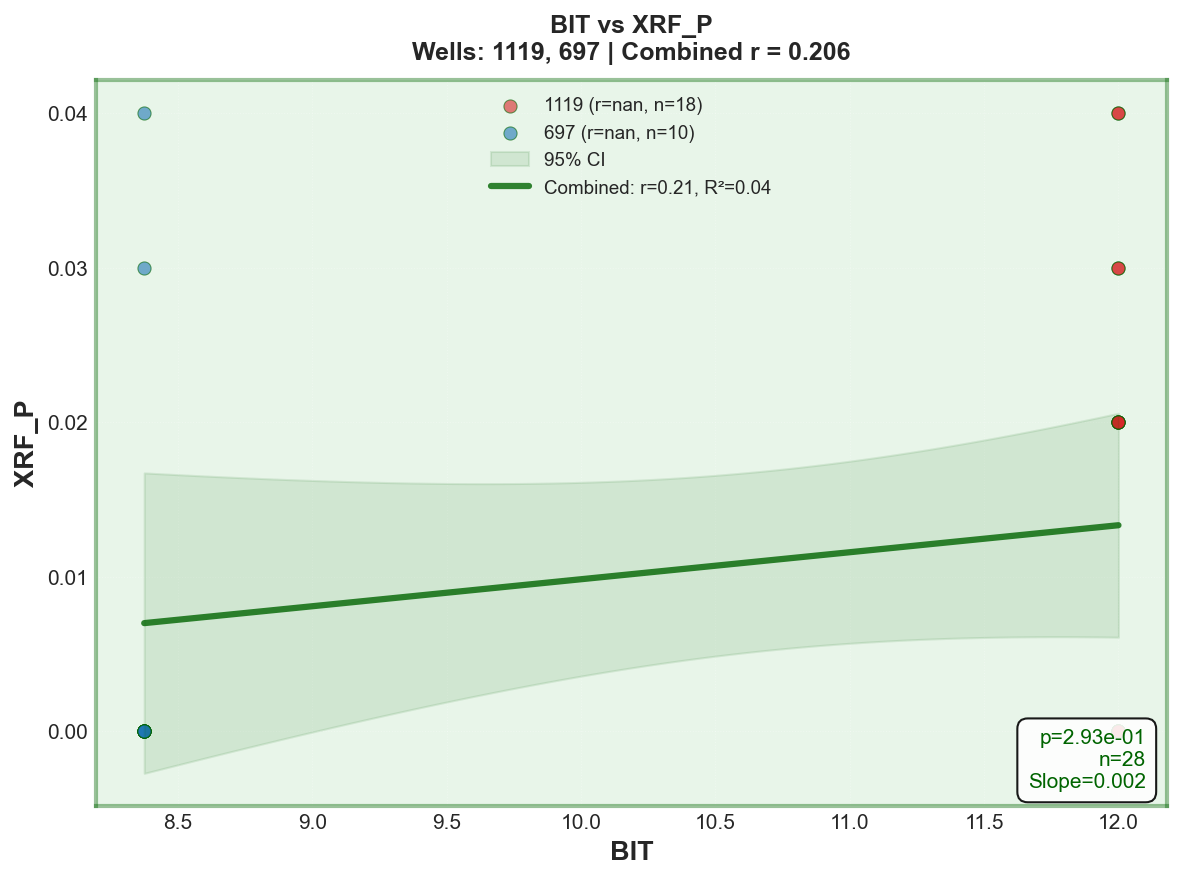 BIT vs XRF_P
Wells: 1119, 697 | Combined r = 0.206
1119 (r=nan, n=18)
697 (r=nan, n=10)
95% CI
Combined: r=0.21, R²=0.04
0.04
0.03
0.02
0.01
0.00
XRF_P
p=2.93e-01
n=28
Slope=0.002
8.5 9.0 9.5 10.0 10.5 11.0 11.5 12.0
BIT